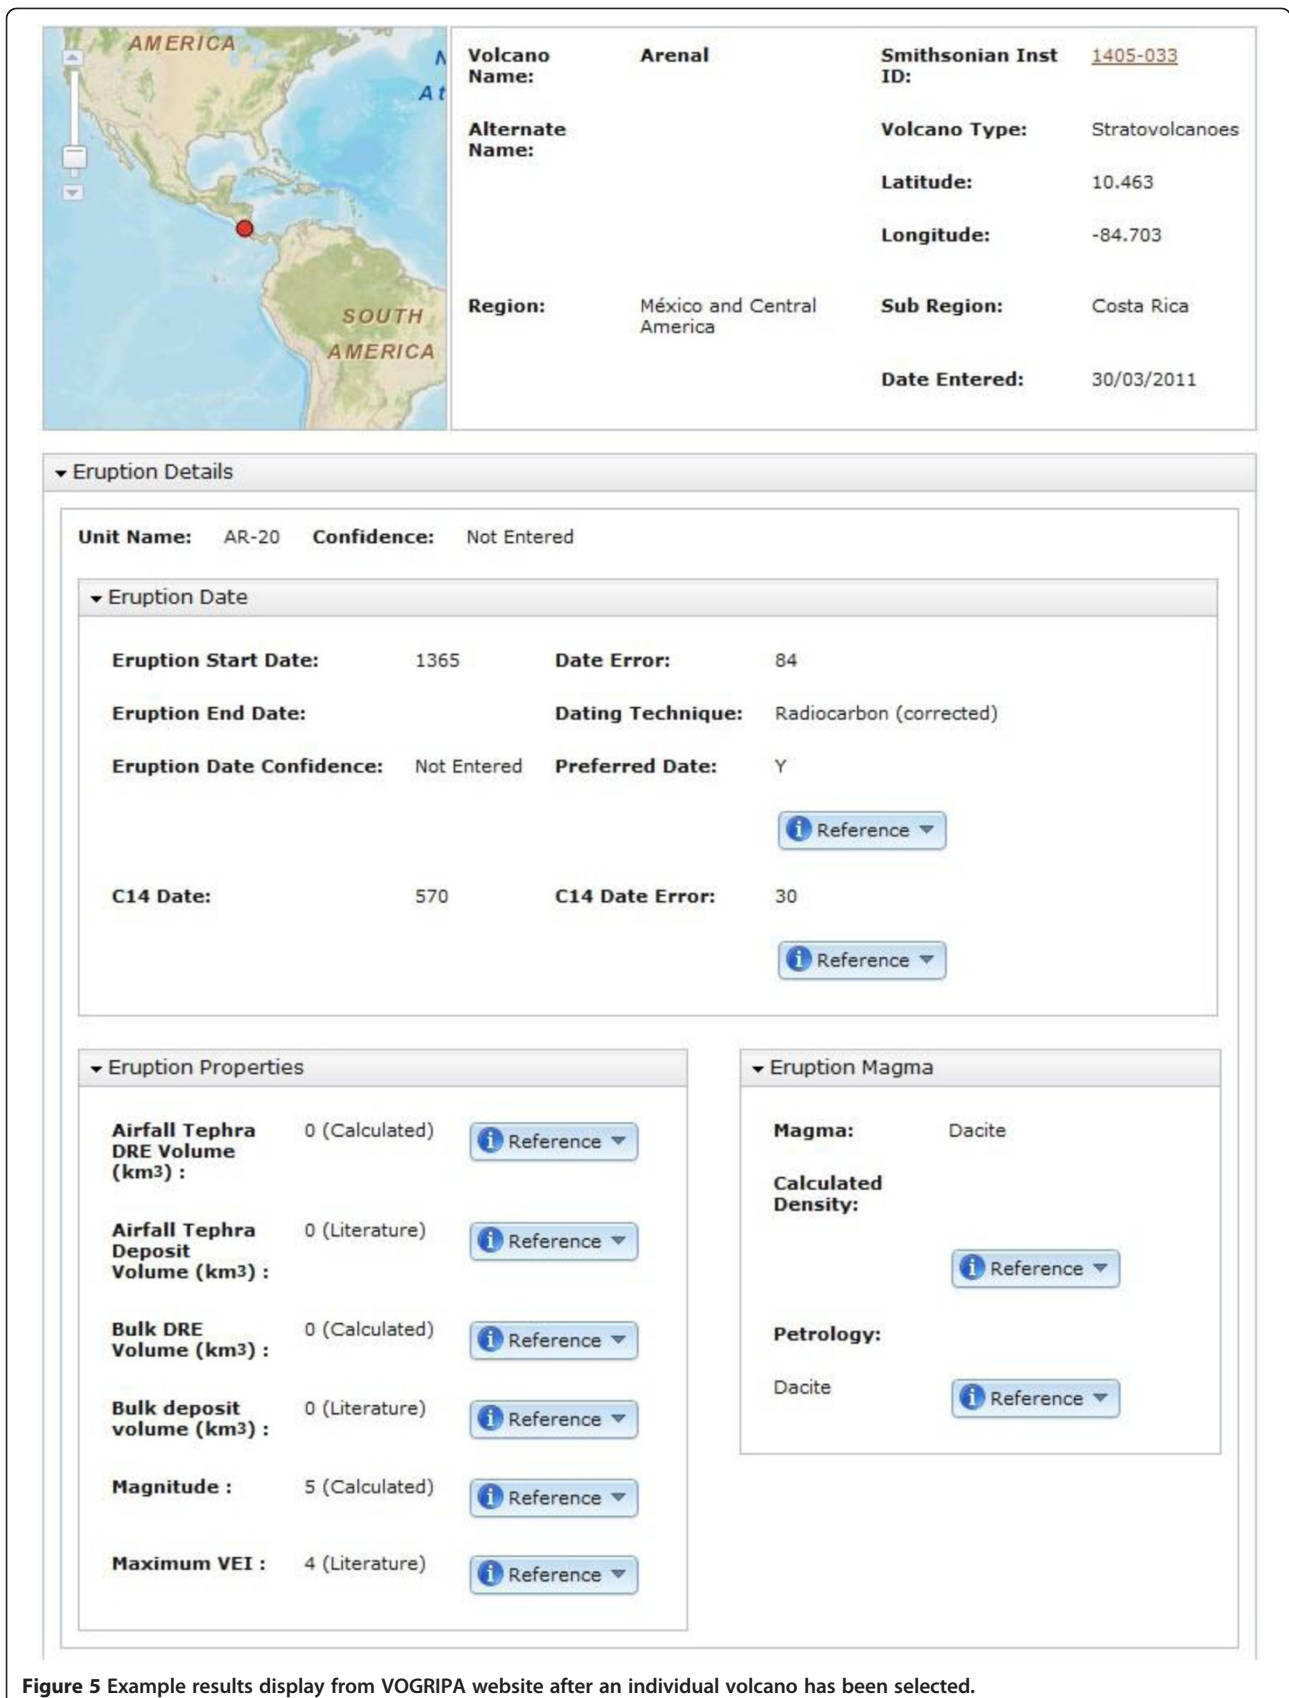 AMERICA
N
At
SOUTH
AMERICA
Volcano Name: Arenal Smithsonian Inst ID: 1405-033
Alternate Name: Volcano Type: Stratovolcanoes
Latitude: 10.463
Longitude: -84.703
Region: México and Central America Sub Region: Costa Rica
Date Entered: 30/03/2011
Eruption Details
Unit Name: AR-20 Confidence: Not Entered
Eruption Date
Eruption Start Date: 1365 Date Error: 84
Eruption End Date: Dating Technique: Radiocarbon (corrected)
Eruption Date Confidence: Not Entered Preferred Date: Y
Reference
C14 Date: 570 C14 Date Error: 30
Reference
Eruption Properties
Airfall Tephra DRE Volume (km3) : 0 (Calculated) Reference
Airfall Tephra Deposit Volume (km3) : 0 (Literature) Reference
Bulk DRE Volume (km3) : 0 (Calculated) Reference
Bulk deposit volume (km3) : 0 (Literature) Reference
Magnitude : 5 (Calculated) Reference
Maximum VEI : 4 (Literature) Reference
Eruption Magma
Magma: Dacite
Calculated Density:
Reference
Petrology:
Dacite Reference
Figure 5 Example results display from VOGRIPA website after an individual volcano has been selected.